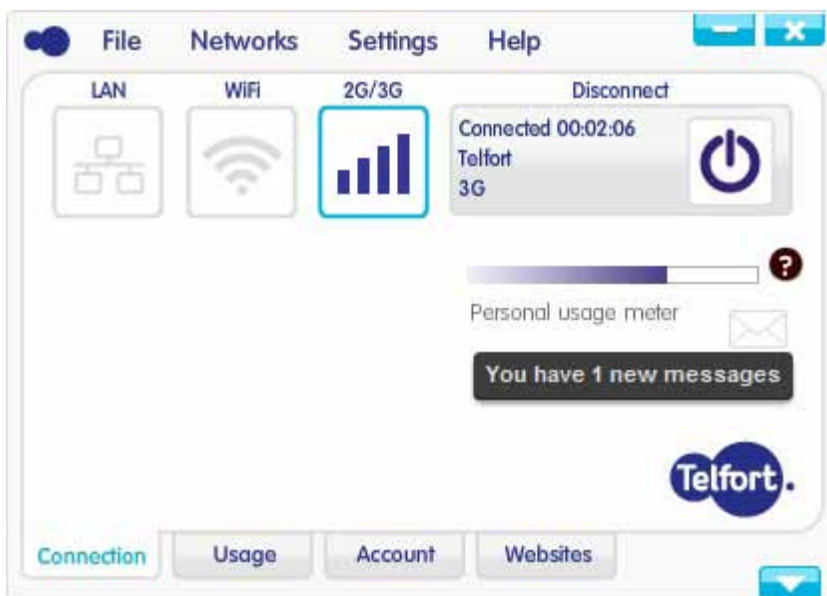 File Networks Settings Help
LAN WiFi 2G/3G Disconnect
Connected 00:02:06
Telfort
3G
?
Personal usage meter
You have 1 new messages
Telfort.
Connection Usage Account Websites